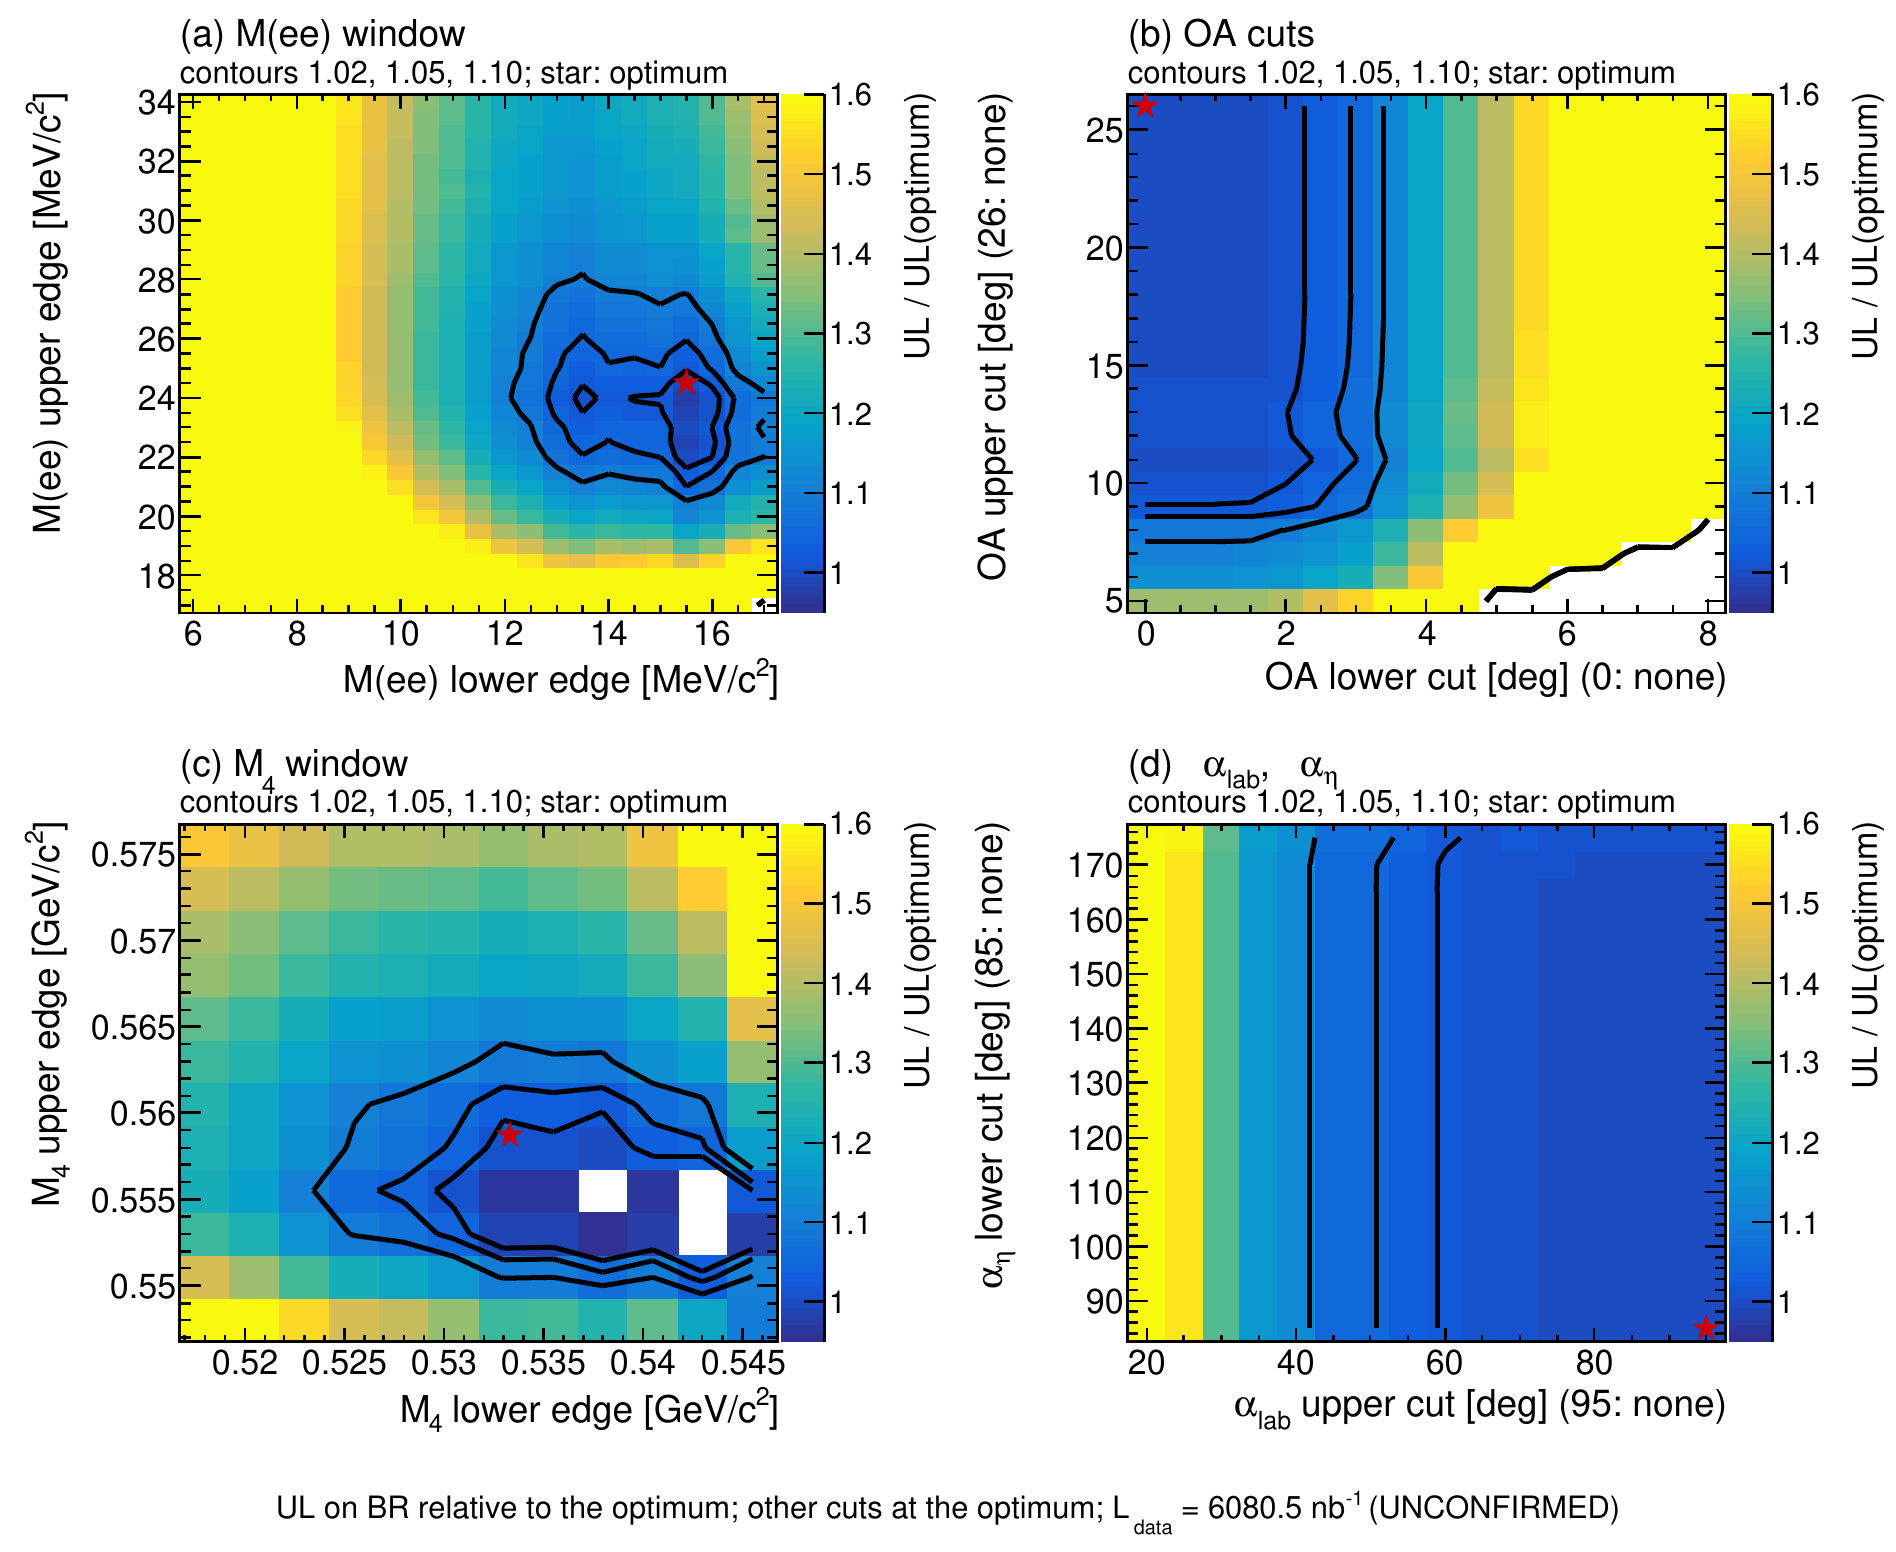 (a) M(ee) window
contours 1.02, 1.05, 1.10; star: optimum
34
32
30
28
26
24
22
20
18
6 8 10 12 14 16
M(ee) upper edge [MeV/c²]
M(ee) lower edge [MeV/c²]
1.6
1.5
1.4
1.3
1.2
1.1
1
UL / UL(optimum)
(b) OA cuts
contours 1.02, 1.05, 1.10; star: optimum
25
20
15
10
5
0 2 4 6 8
OA upper cut [deg] (26: none)
OA lower cut [deg] (0: none)
1.6
1.5
1.4
1.3
1.2
1.1
1
UL / UL(optimum)
(c) M₄ window
contours 1.02, 1.05, 1.10; star: optimum
0.575
0.57
0.565
0.56
0.555
0.55
0.52 0.525 0.53 0.535 0.54 0.545
M₄ upper edge [GeV/c²]
M₄ lower edge [GeV/c²]
1.6
1.5
1.4
1.3
1.2
1.1
1
UL / UL(optimum)
(d) α_lab, α_η
contours 1.02, 1.05, 1.10; star: optimum
170
160
150
140
130
120
110
100
90
20 40 60 80
α_η lower cut [deg] (85: none)
α_lab upper cut [deg] (95: none)
1.6
1.5
1.4
1.3
1.2
1.1
1
UL / UL(optimum)
UL on BR relative to the optimum; other cuts at the optimum; L_data = 6080.5 nb⁻¹ (UNCONFIRMED)